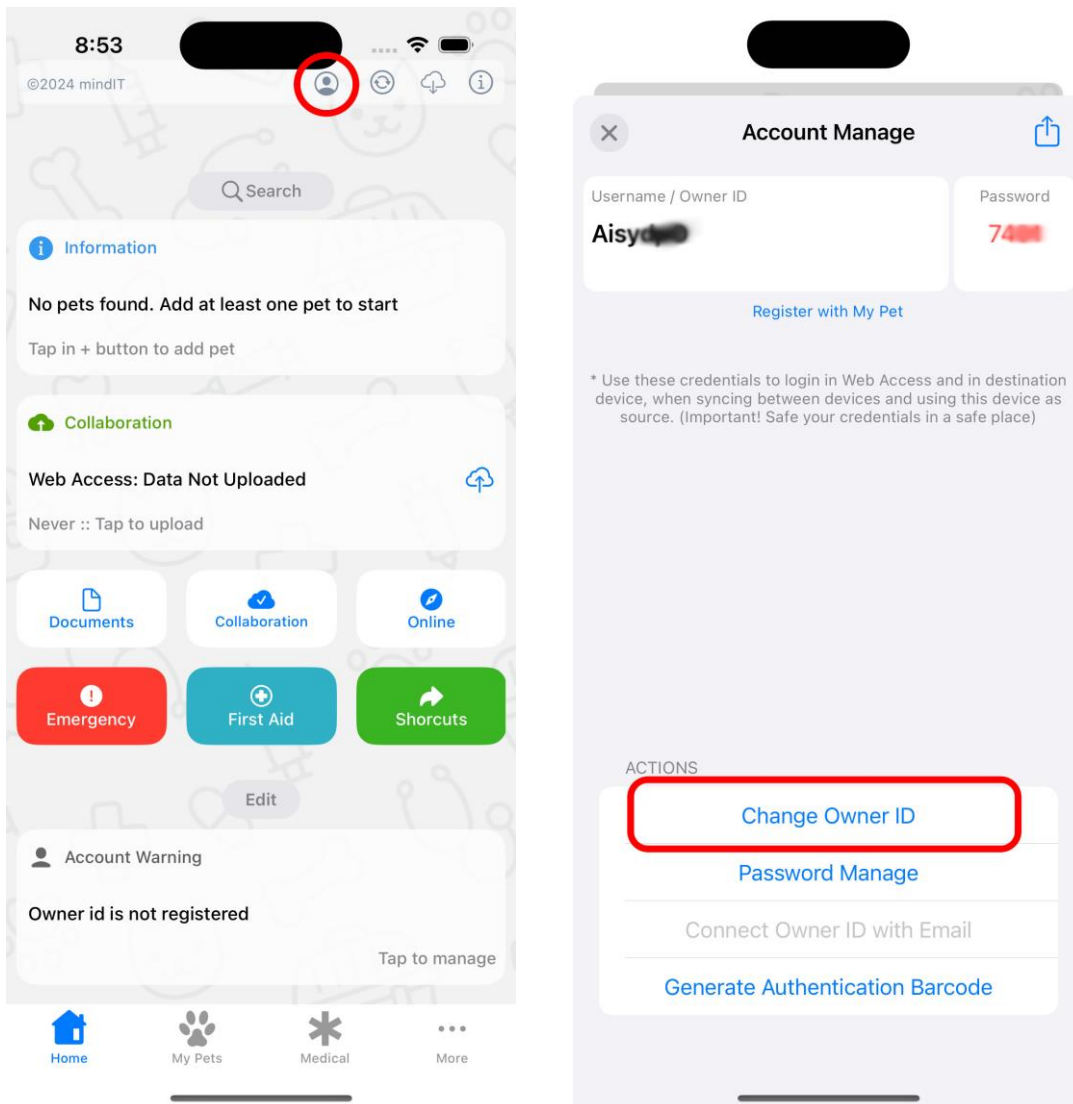 8:53
©2024 mindIT
Search
Information
No pets found. Add at least one pet to start
Tap in + button to add pet
Collaboration
Web Access: Data Not Uploaded
Never :: Tap to upload
Documents
Collaboration
Online
Emergency
First Aid
Shorcuts
Edit
Account Warning
Owner id is not registered
Tap to manage
Home
My Pets
Medical
More
Account Manage
Username / Owner ID
Password
Register with My Pet
* Use these credentials to login in Web Access and in destination
device, when syncing between devices and using this device as
source. (Important! Safe your credentials in a safe place)
ACTIONS
Change Owner ID
Password Manage
Connect Owner ID with Email
Generate Authentication Barcode